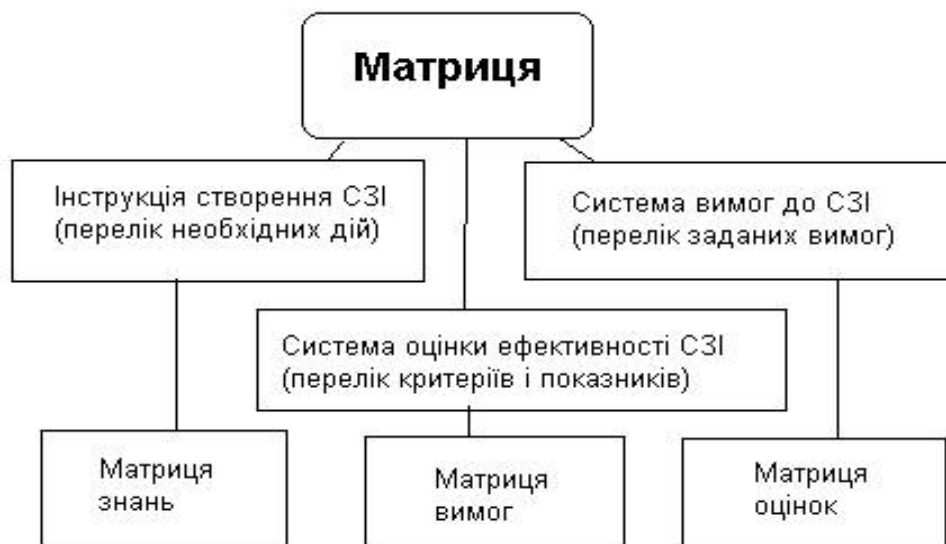 Матриця
Інструкція створення СЗІ
(перелік необхідних дій)
Система вимог до СЗІ
(перелік заданих вимог)
Система оцінки ефективності СЗІ
(перелік критеріїв і показників)
Матриця
знань
Матриця
вимог
Матриця
оцінок